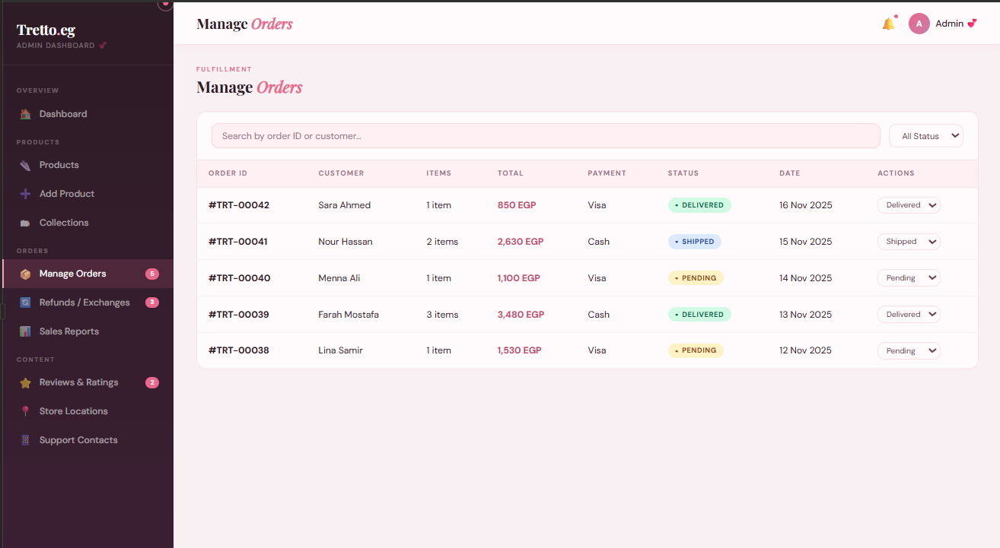 Tretto.eg
ADMIN DASHBOARD
OVERVIEW
Dashboard
PRODUCTS
Products
Add Product
Collections
ORDERS
Manage Orders 5
Refunds / Exchanges 3
Sales Reports
CONTENT
Reviews & Ratings 2
Store Locations
Support Contacts
Manage Orders
A Admin
FULFILLMENT
Manage Orders
Search by order ID or customer...
All Status
ORDER ID CUSTOMER ITEMS TOTAL PAYMENT STATUS DATE ACTIONS
#TRT-00042 Sara Ahmed 1 item 850 EGP Visa • DELIVERED 16 Nov 2025 Delivered
#TRT-00041 Nour Hassan 2 items 2,630 EGP Cash • SHIPPED 15 Nov 2025 Shipped
#TRT-00040 Menna Ali 1 item 1,100 EGP Visa • PENDING 14 Nov 2025 Pending
#TRT-00039 Farah Mostafa 3 items 3,480 EGP Cash • DELIVERED 13 Nov 2025 Delivered
#TRT-00038 Lina Samir 1 item 1,530 EGP Visa • PENDING 12 Nov 2025 Pending